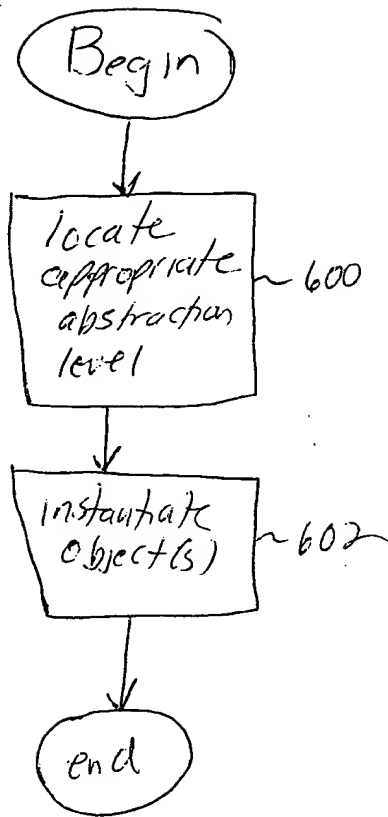 Begin
locate
appropriate
abstraction
level
~ 600
instantiate
object(s)
~ 602
end